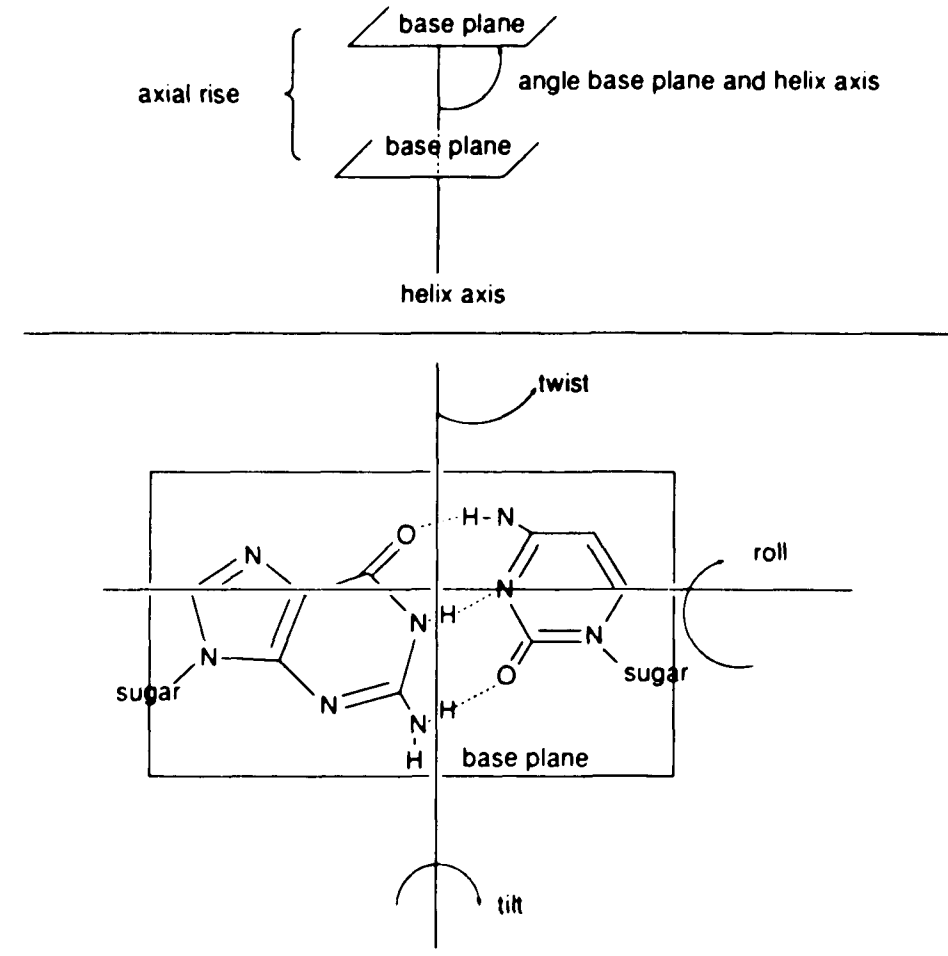 base plane
axial rise
angle base plane and helix axis
base plane
helix axis
twist
O
H-N
N
roll
N
N
H
N
N
O
sugar
sugar
N
N
H
H
base plane
tilt